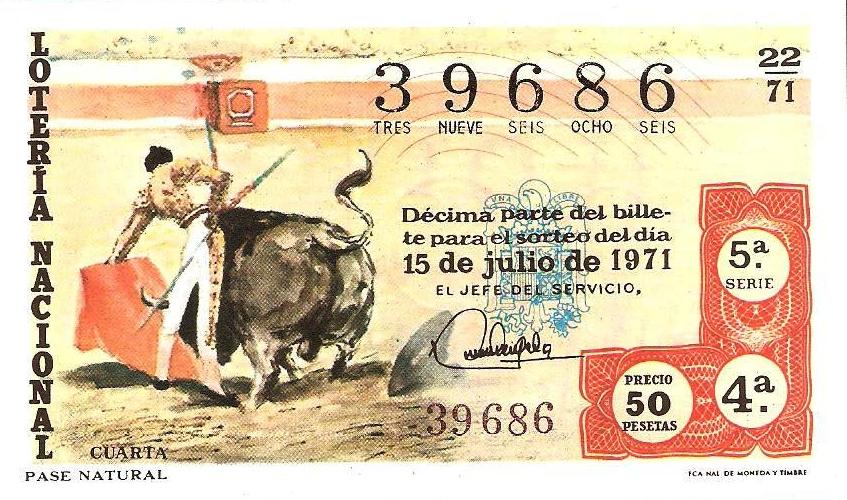 LOTERÍA NACIONAL
39686
TRES NUEVE SEIS OCHO SEIS
22
71
UNA LIBRE
Décima parte del bille-
te para el sorteo del día
15 de julio de 1971
EL JEFE DEL SERVICIO,
5.ª
SERIE
PRECIO
50
PESETAS
4.ª
39686
CUARTA
PASE NATURAL
FCA NAL DE MONEDA Y TIMBRE